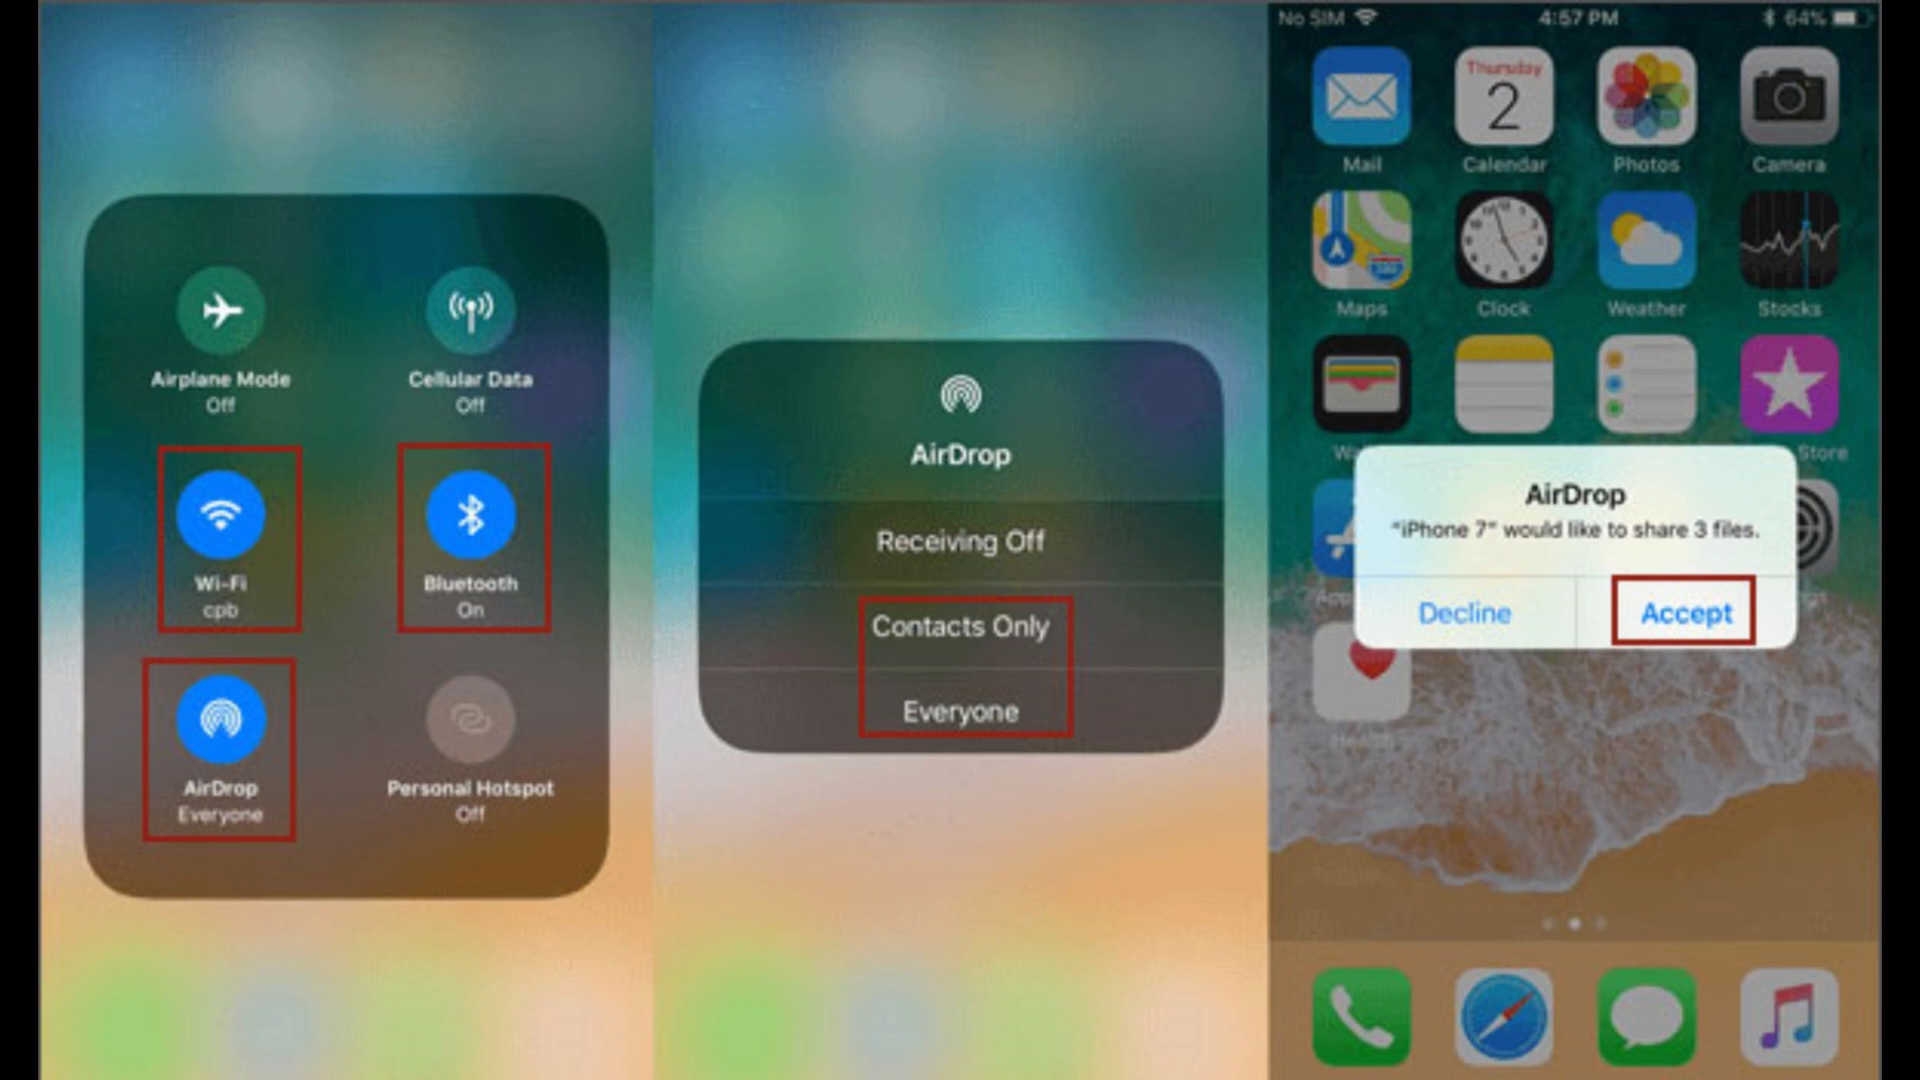 Airplane Mode
Off
Cellular Data
Off
Wi-Fi
cpb
Bluetooth
On
AirDrop
Everyone
Personal Hotspot
Off
AirDrop
Receiving Off
Contacts Only
Everyone
No SIM
4:57 PM
64%
Thursday
2
Mail
Calendar
Photos
Camera
Maps
Clock
Weather
Stocks
Store
AirDrop
“iPhone 7” would like to share 3 files.
Decline
Accept
Health